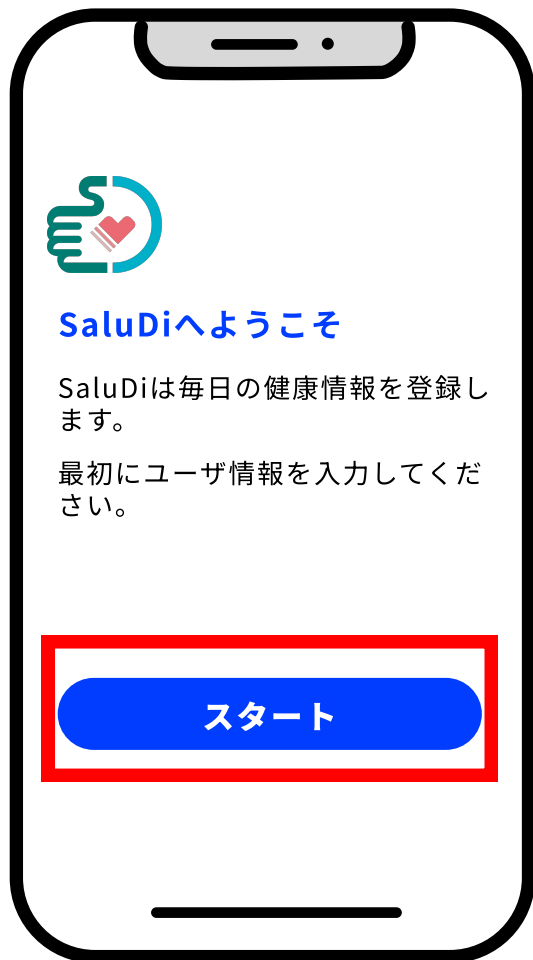 SaluDiへようこそ
SaluDiは毎日の健康情報を登録し
ます。
最初にユーザ情報を入力してくだ
さい。
スタート